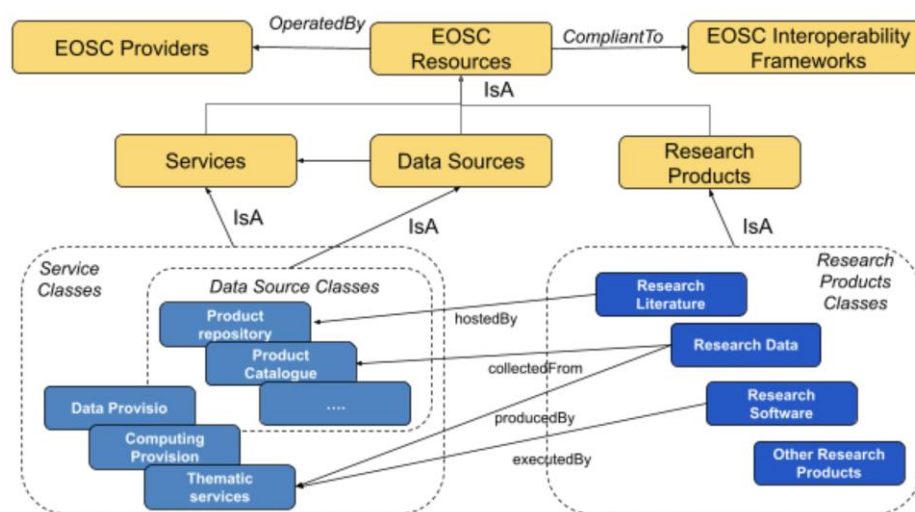 OperatedBy
EOSC Providers
EOSC
Resources
CompliantTo
EOSC Interoperability
Frameworks
IsA
Services
Data Sources
Research
Products
IsA
IsA
IsA
Service
Classes
Data Source Classes
Product
repository
Product
Catalogue
....
Data Provisio
Computing
Provision
Thematic
services
hostedBy
collectedFrom
producedBy
executedBy
Research
Products
Classes
Research
Literature
Research Data
Research
Software
Other Research
Products